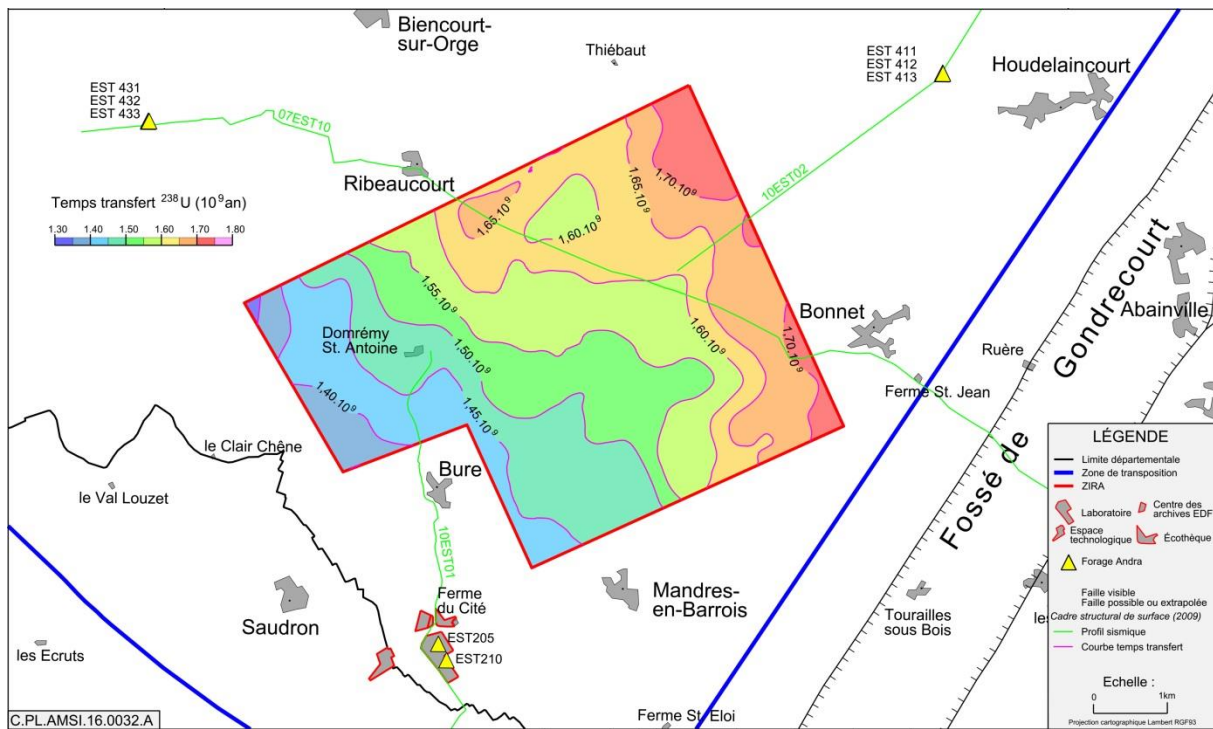 Biencourt-
sur-Orge
Thiébaut
EST 411
EST 412
EST 413
Houdelaincourt
EST 431
EST 432
EST 433
07EST10
Ribeaucourt
10EST02
Temps transfert ²³⁸U (10⁹an)
1.30 1.40 1.50 1.60 1.70 1.80
1,65.10⁹
1,60.10⁹
1,65.10⁹
1,70.10⁹
1,55.10⁹
1,50.10⁹
1,60.10⁹
1,70.10⁹
1,45.10⁹
1,40.10⁹
Domrémy
St. Antoine
Bonnet
Abainville
Ruère
Ferme St. Jean
Fossé de Gondrecourt
le Clair Chêne
le Val Louzet
Bure
10EST01
Mandres-
en-Barrois
Saudron
Ferme
du Cité
EST205
EST210
les Ecruts
Tourailles
sous Bois
les
Ferme St. Eloi
C.PL.AMSI.16.0032.A
LÉGENDE
Limite départementale
Zone de transposition
ZIRA
Laboratoire
Centre des
archives EDF
Espace
technologique
Écothèque
Forage Andra
Faille visible
Faille possible ou extrapolée
Cadre structural de surface (2009)
Profil sismique
Courbe temps transfert
Echelle :
0 1km
Projection cartographique Lambert RGF93